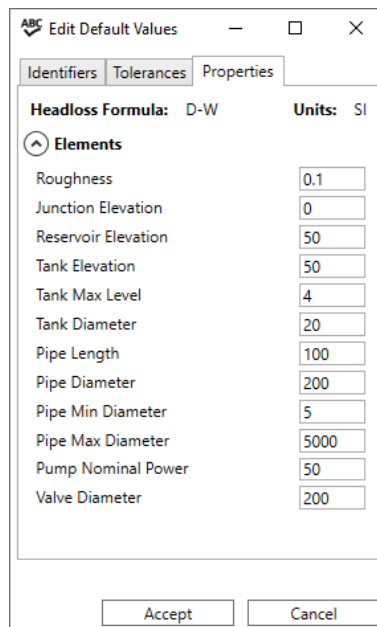 ABC Edit Default Values
Identifiers Tolerances Properties
Headloss Formula: D-W Units: SI
Elements
Roughness 0.1
Junction Elevation 0
Reservoir Elevation 50
Tank Elevation 50
Tank Max Level 4
Tank Diameter 20
Pipe Length 100
Pipe Diameter 200
Pipe Min Diameter 5
Pipe Max Diameter 5000
Pump Nominal Power 50
Valve Diameter 200
Accept Cancel